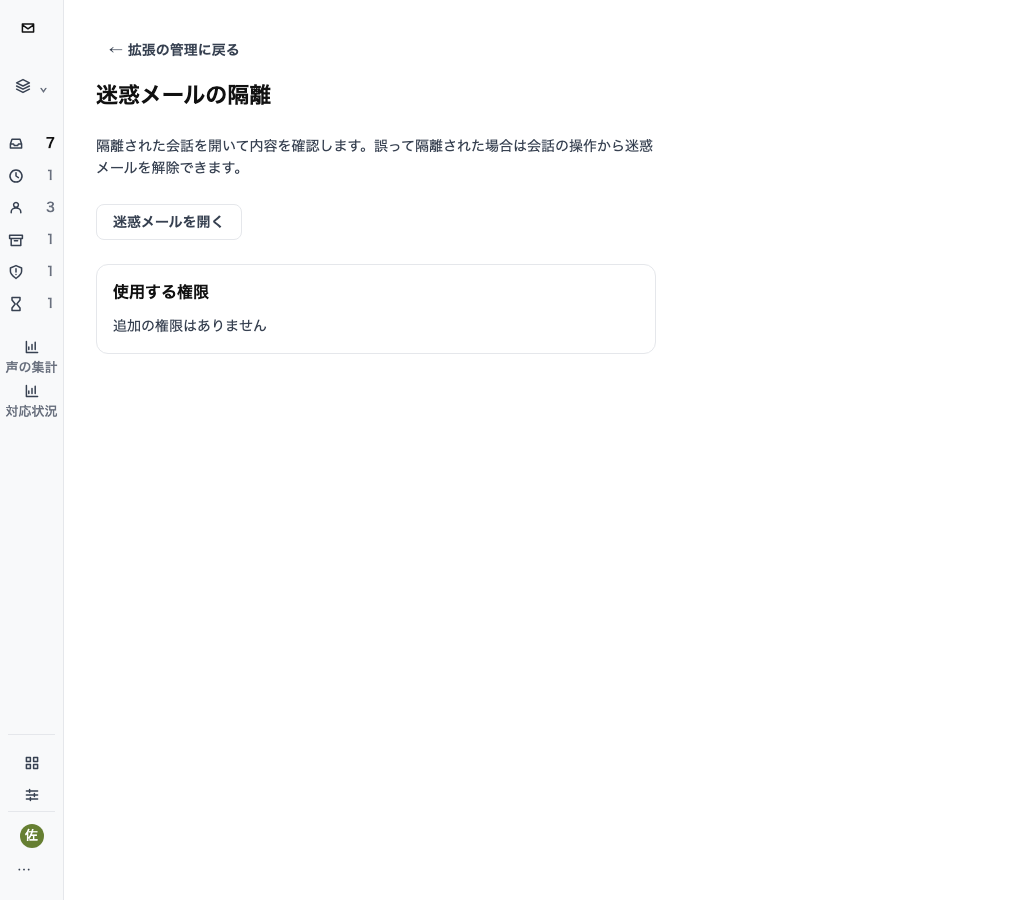 ← 拡張の管理に戻る
迷惑メールの隔離
隔離された会話を開いて内容を確認します。誤って隔離された場合は会話の操作から迷惑
メールを解除できます。
迷惑メールを開く
使用する権限
追加の権限はありません
7
1
3
1
1
1
声の集計
対応状況
佐
…